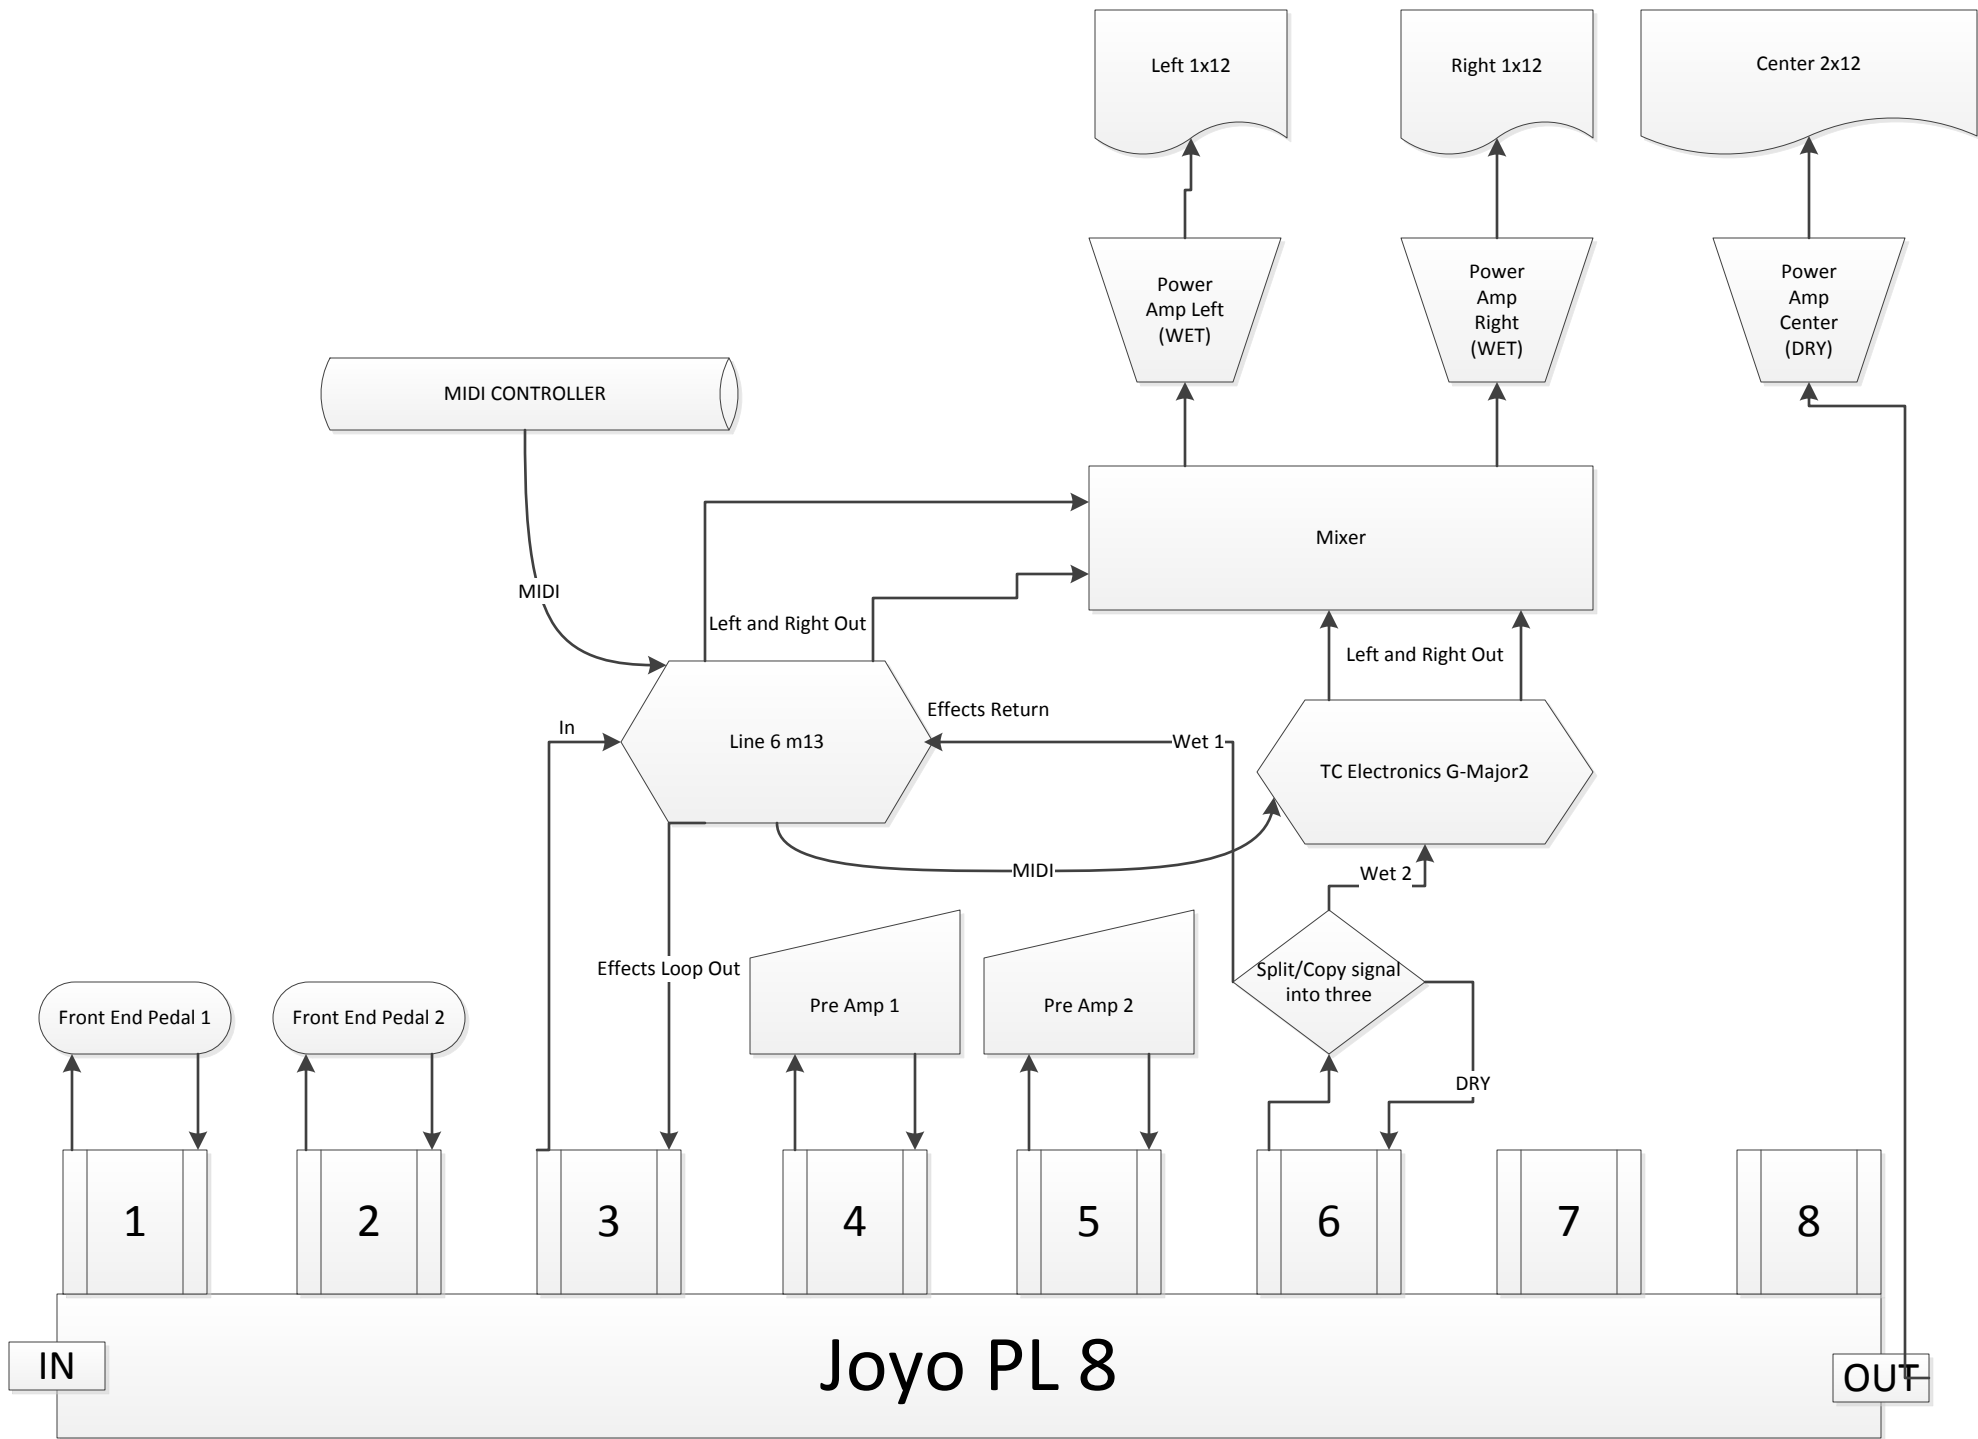 Left 1x12
Right 1x12
Center 2x12
Power
Amp Left
(WET)
Power
Amp
Right
(WET)
Power
Amp
Center
(DRY)
MIDI CONTROLLER
Mixer
MIDI
Left and Right Out
Left and Right Out
Effects Return
In
Line 6 m13
Wet 1
TC Electronics G-Major2
MIDI
Wet 2
Effects Loop Out
Split/Copy signal
into three
Front End Pedal 1
Front End Pedal 2
Pre Amp 1
Pre Amp 2
DRY
1
2
3
4
5
6
7
8
IN
Joyo PL 8
OUT